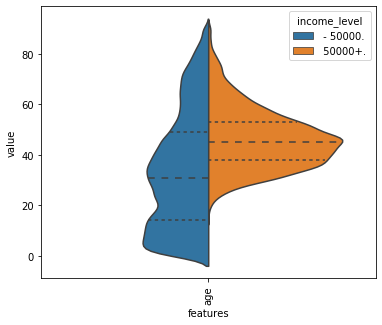 income_level
- 50000.
50000+.
80
60
40
20
0
value
age
features